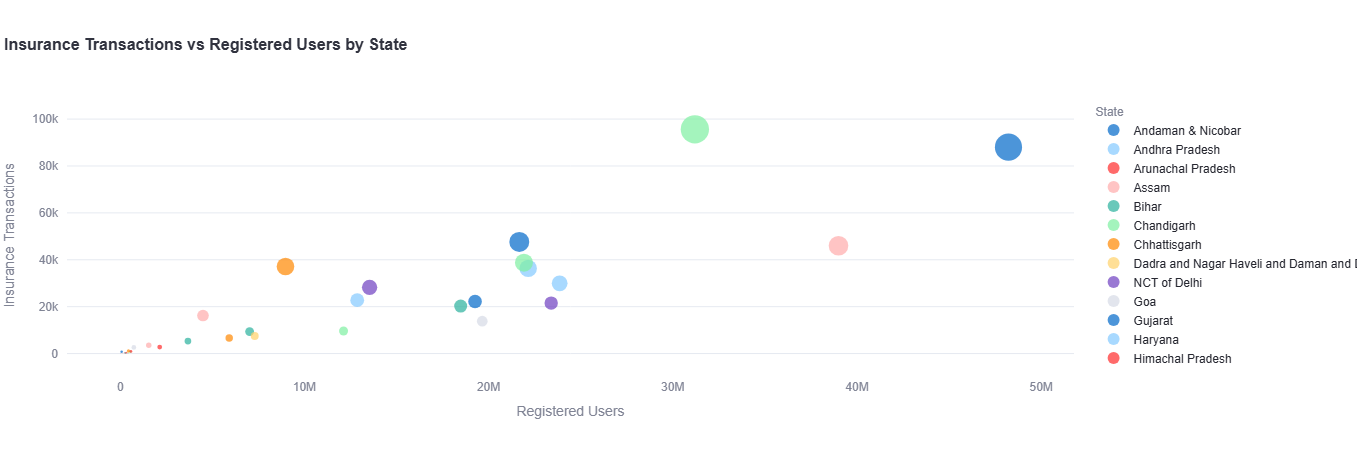 Insurance Transactions vs Registered Users by State
100k
80k
60k
40k
20k
0
Insurance Transactions
0 10M 20M 30M 40M 50M
Registered Users
State
Andaman & Nicobar
Andhra Pradesh
Arunachal Pradesh
Assam
Bihar
Chandigarh
Chhattisgarh
Dadra and Nagar Haveli and Daman and
NCT of Delhi
Goa
Gujarat
Haryana
Himachal Pradesh